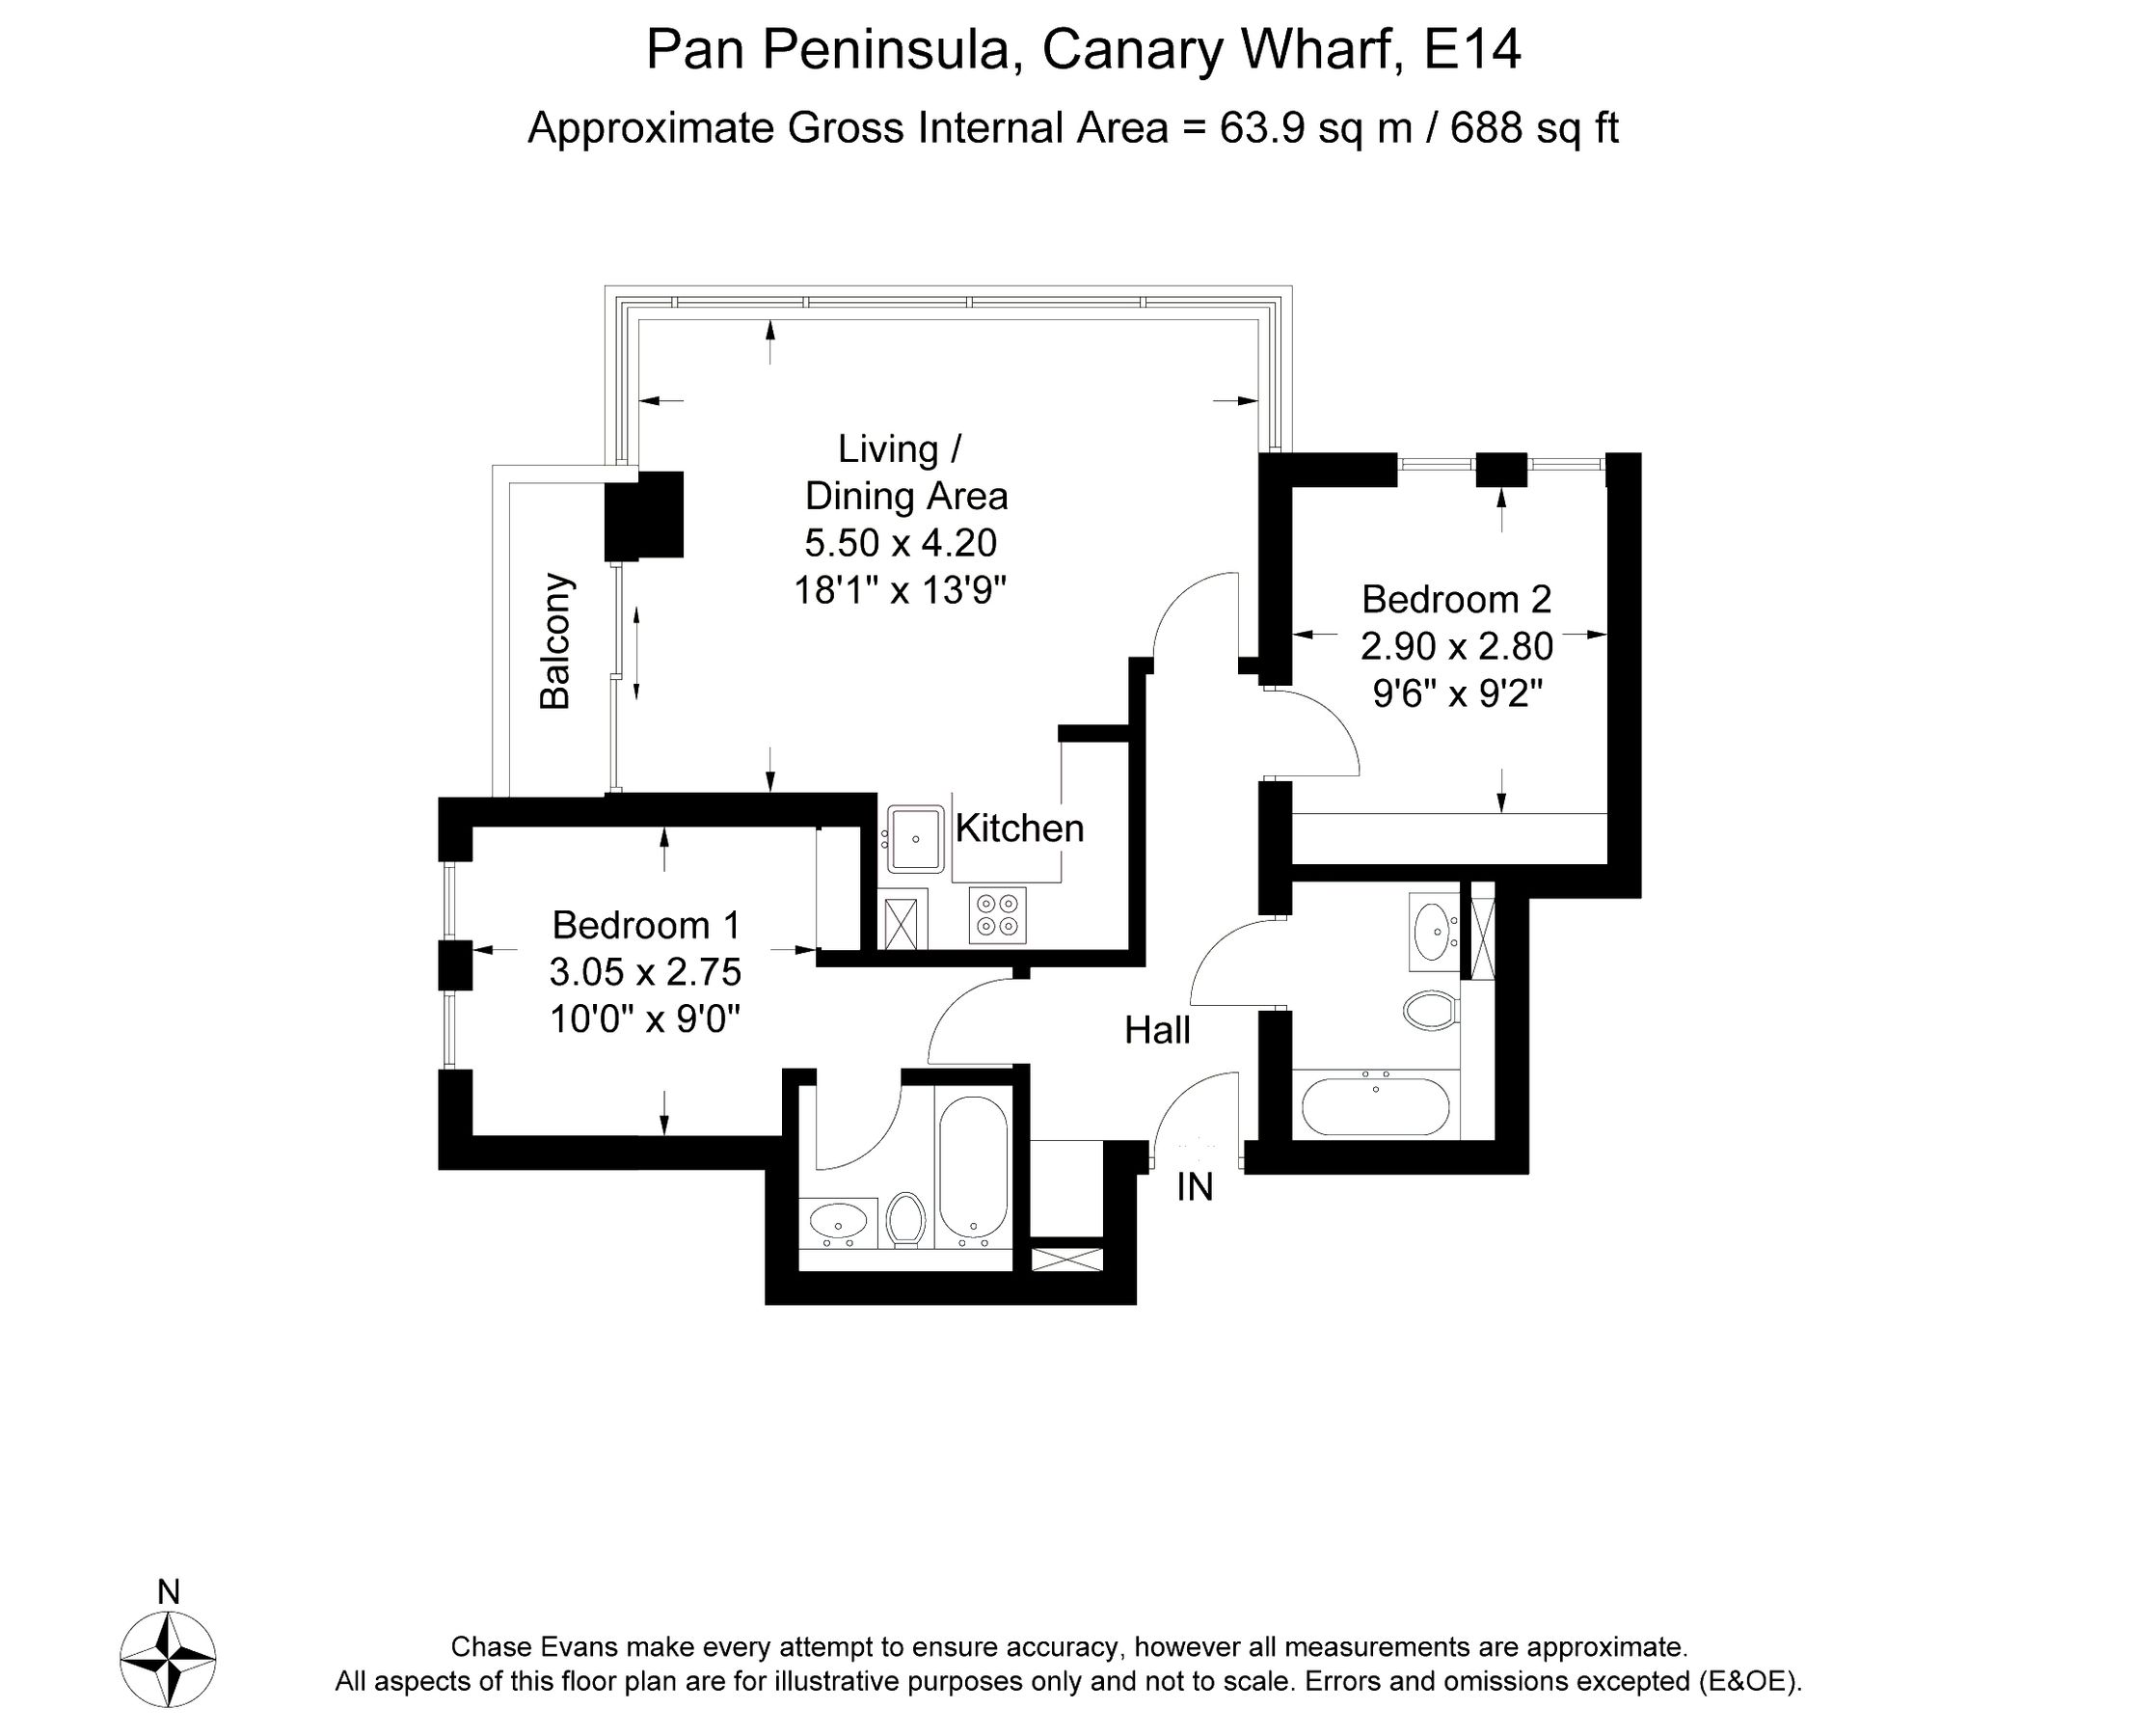 Pan Peninsula, Canary Wharf, E14
Approximate Gross Internal Area = 63.9 sq m / 688 sq ft
Living /
Dining Area
5.50 x 4.20
18'1" x 13'9"
Balcony
Bedroom 2
2.90 x 2.80
9'6" x 9'2"
Kitchen
Bedroom 1
3.05 x 2.75
10'0" x 9'0"
Hall
IN
N
Chase Evans make every attempt to ensure accuracy, however all measurements are approximate.
All aspects of this floor plan are for illustrative purposes only and not to scale. Errors and omissions excepted (E&OE).